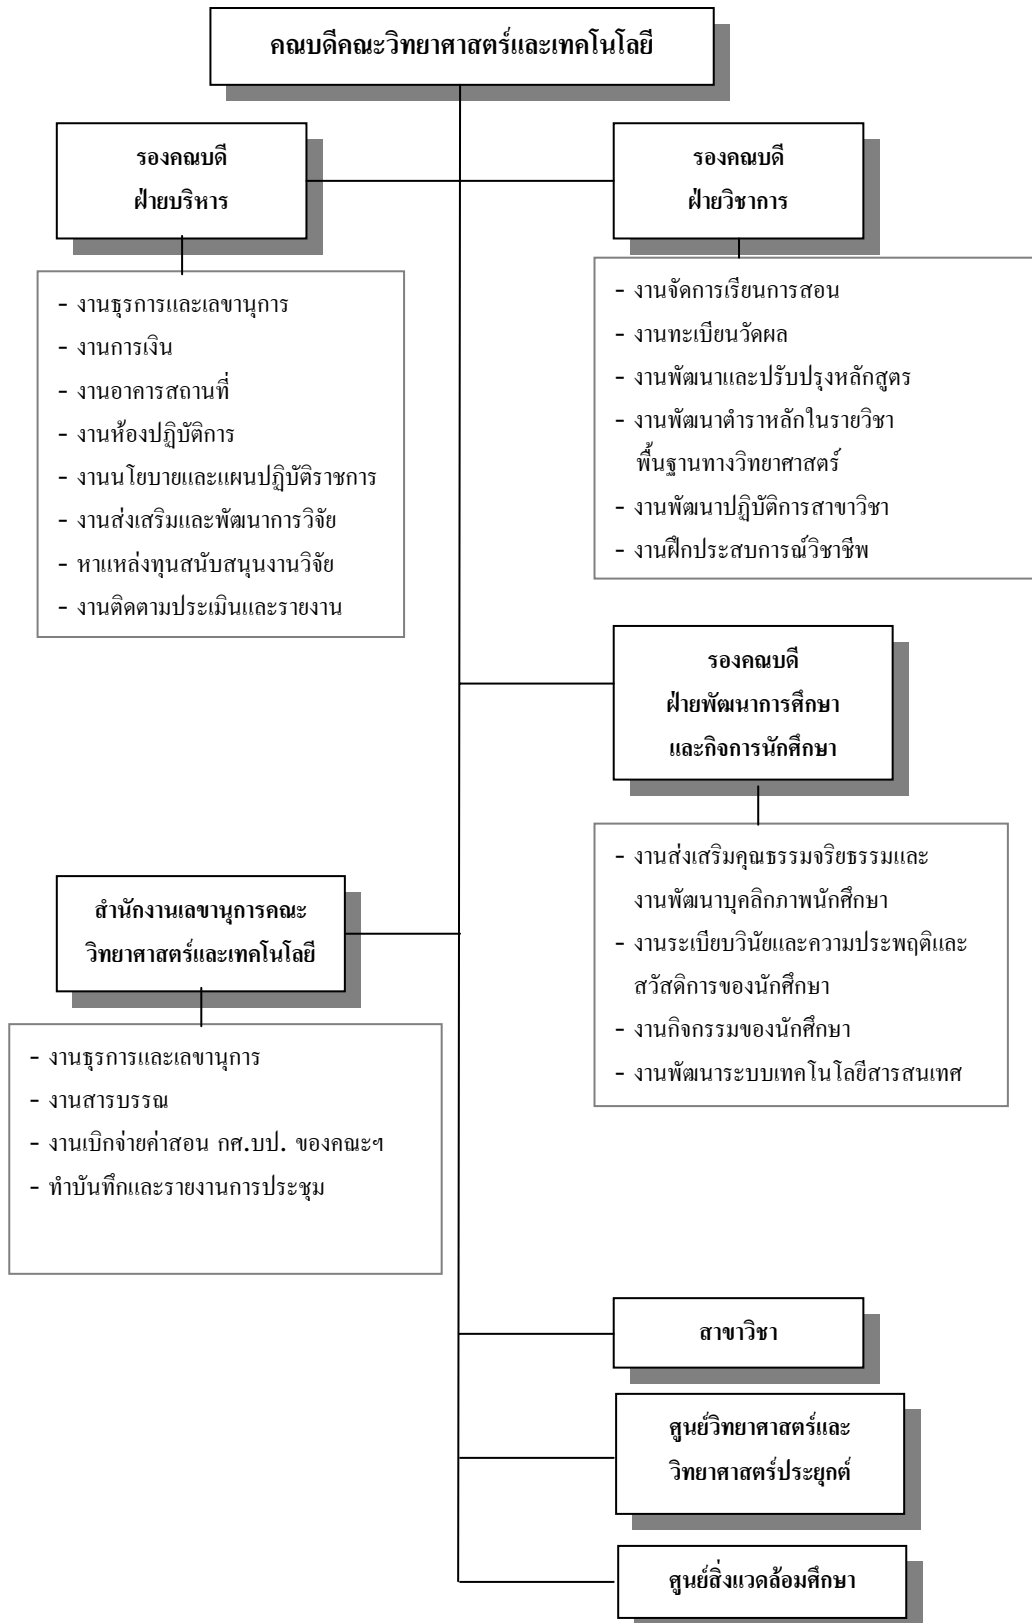 คณบดีคณะวิทยาศาสตร์และเทคโนโลยี
รองคณบดี
ฝ่ายบริหาร
- งานธุรการและเลขานุการ
- งานการเงิน
- งานอาคารสถานที่
- งานห้องปฏิบัติการ
- งานนโยบายและแผนปฏิบัติราชการ
- งานส่งเสริมและพัฒนาการวิจัย
- หาแหล่งทุนสนับสนุนงานวิจัย
- งานติดตามประเมินและรายงาน
รองคณบดี
ฝ่ายวิชาการ
- งานจัดการเรียนการสอน
- งานทะเบียนวัดผล
- งานพัฒนาและปรับปรุงหลักสูตร
- งานพัฒนาตำราหลักในรายวิชา
พื้นฐานทางวิทยาศาสตร์
- งานพัฒนาปฏิบัติการสาขาวิชา
- งานฝึกประสบการณ์วิชาชีพ
รองคณบดี
ฝ่ายพัฒนาการศึกษา
และกิจการนักศึกษา
- งานส่งเสริมคุณธรรมจริยธรรมและ
งานพัฒนาบุคลิกภาพนักศึกษา
- งานระเบียบวินัยและความประพฤติและ
สวัสดิการของนักศึกษา
- งานกิจกรรมของนักศึกษา
- งานพัฒนาระบบเทคโนโลยีสารสนเทศ
สำนักงานเลขานุการคณะ
วิทยาศาสตร์และเทคโนโลยี
- งานธุรการและเลขานุการ
- งานสารบรรณ
- งานเบิกจ่ายค่าสอน กศ.บป. ของคณะฯ
- ทำบันทึกและรายงานการประชุม
สาขาวิชา
ศูนย์วิทยาศาสตร์และ
วิทยาศาสตร์ประยุกต์
ศูนย์สิ่งแวดล้อมศึกษา